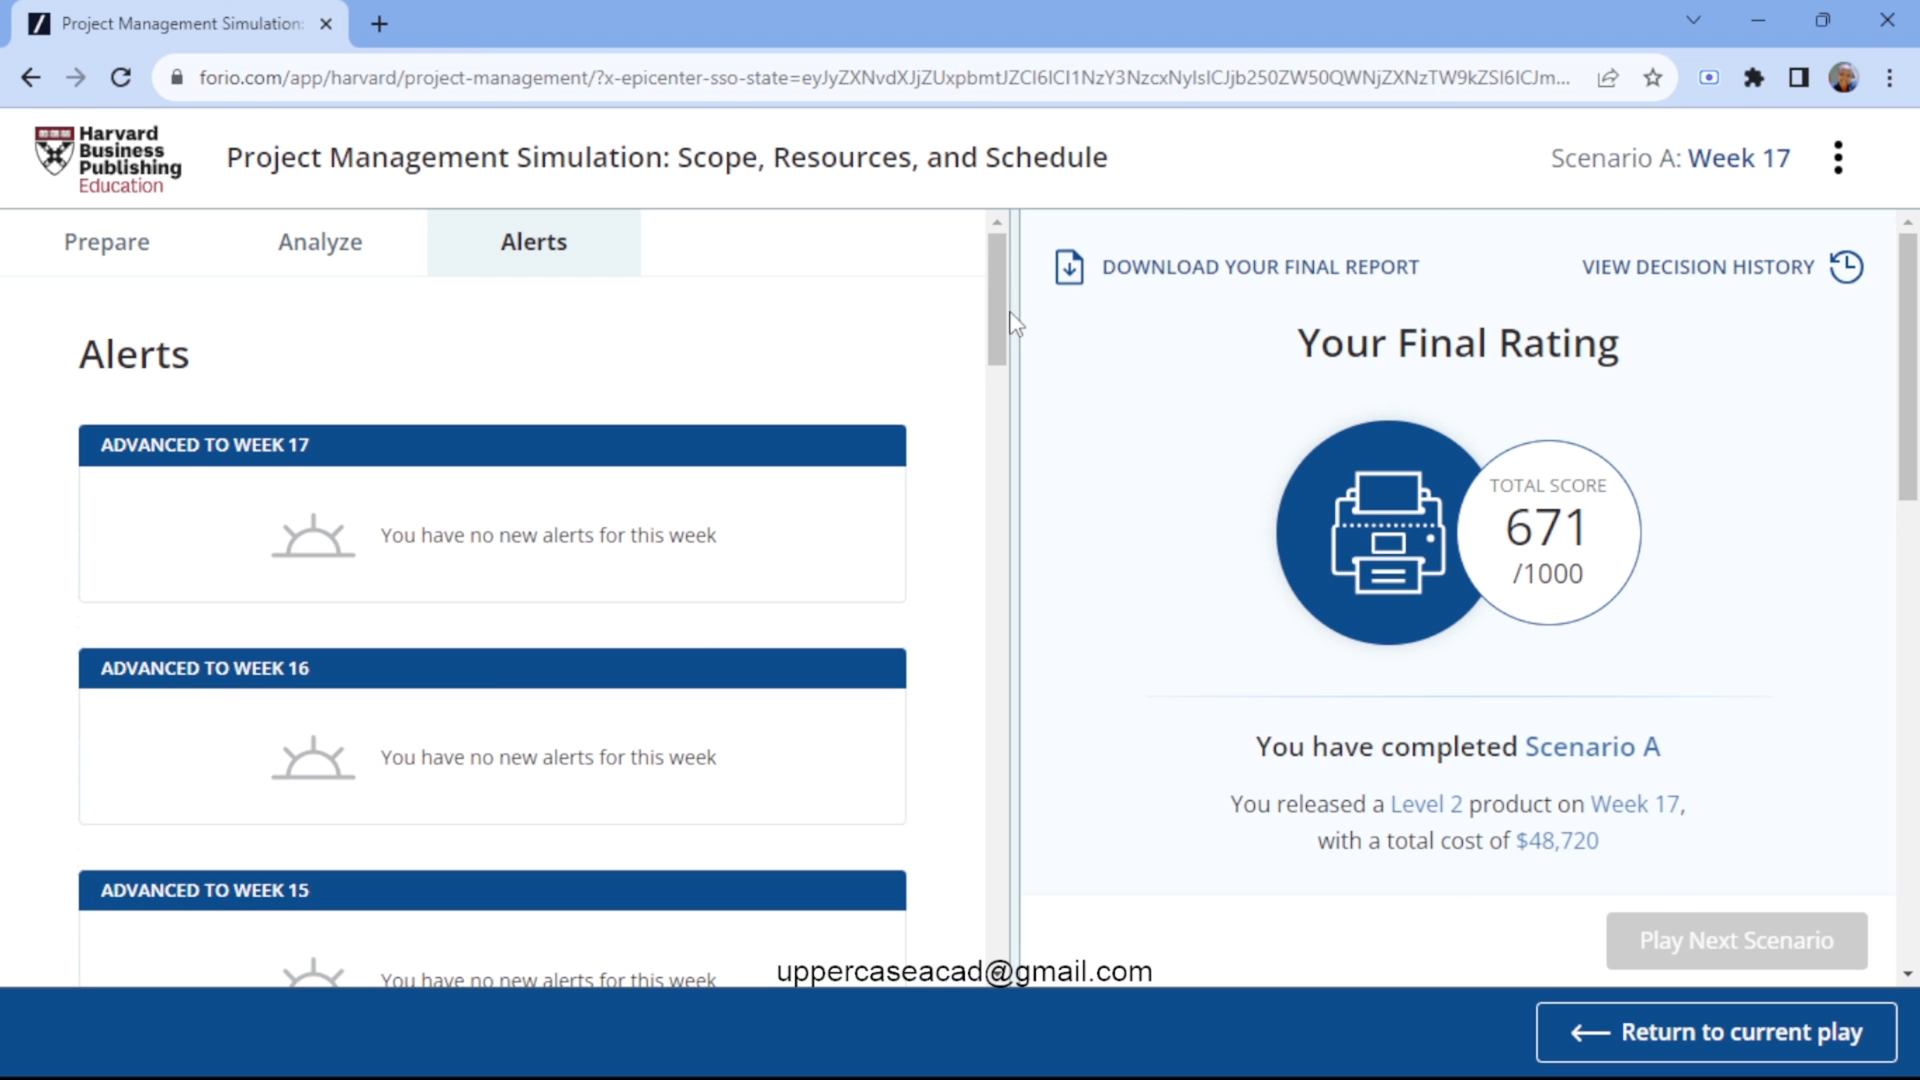 Project Management Simulation:
forio.com/app/harvard/project-management/?x-epicenter-sso-state=eyJyZXNvdXJjZUxpbmtJZCI6ICI1NzY3NzcxNyIsICJjb250ZW50QWNjZXNzTW9kZSI6ICJm...
Harvard
Business
Publishing
Education
Project Management Simulation: Scope, Resources, and Schedule
Scenario A: Week 17
Prepare
Analyze
Alerts
Alerts
ADVANCED TO WEEK 17
You have no new alerts for this week
ADVANCED TO WEEK 16
You have no new alerts for this week
ADVANCED TO WEEK 15
You have no new alerts for this week
DOWNLOAD YOUR FINAL REPORT
VIEW DECISION HISTORY
Your Final Rating
TOTAL SCORE
671
/1000
You have completed Scenario A
You released a Level 2 product on Week 17,
with a total cost of $48,720
Play Next Scenario
uppercaseacad@gmail.com
Return to current play